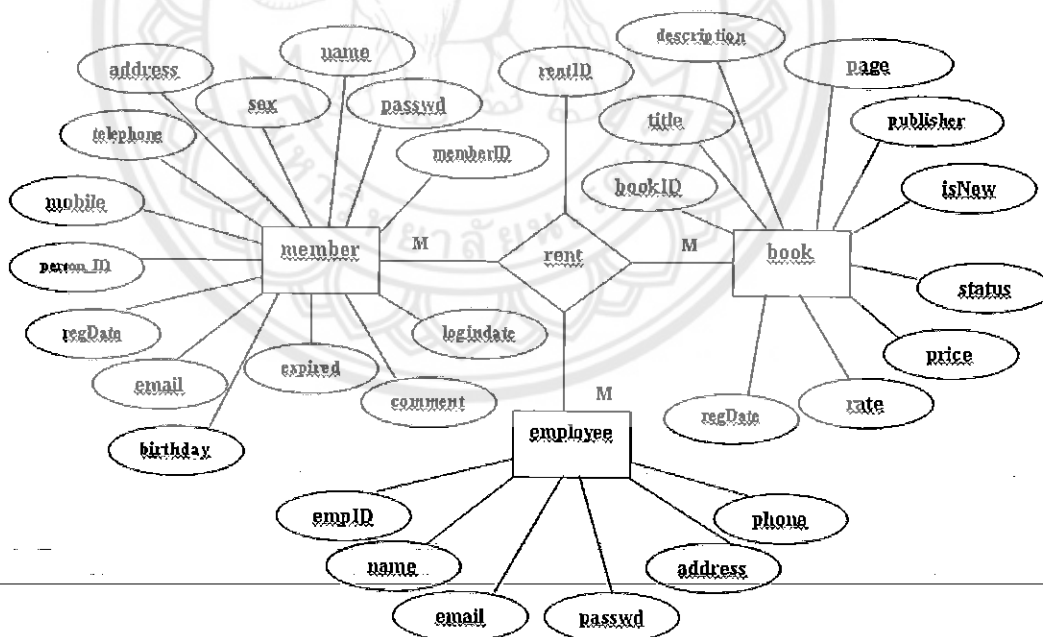 name
description
address
rentID
page
sex
passwd
telephone
title
publisher
memberID
bookID
isNew
mobile
member
M
rent
M
book
person_ID
status
regDate
logindate
expired
price
email
comment
M
regDate
rate
employee
birthday
empID
phone
name
address
email
passwd